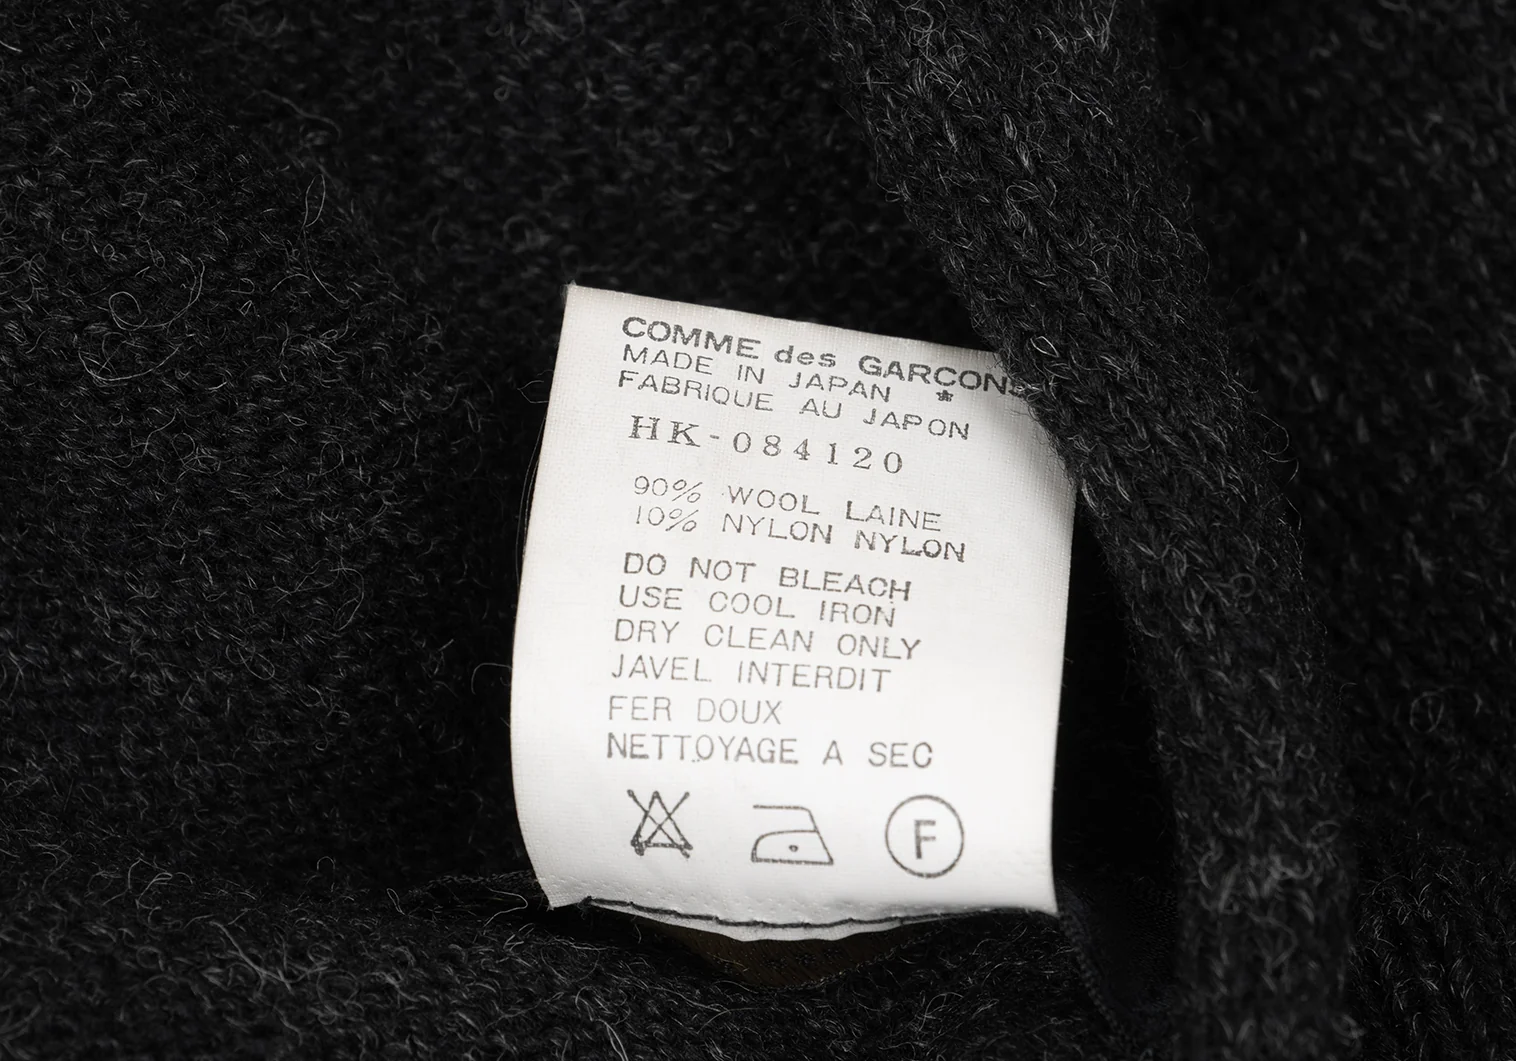 COMME des GARCONS
MADE IN JAPAN *
FABRIQUE AU JAPON
HK-084120
90% WOOL LAINE
10% NYLON NYLON
DO NOT BLEACH
USE COOL IRON
DRY CLEAN ONLY
JAVEL INTERDIT
FER DOUX
NETTOYAGE A SEC
F